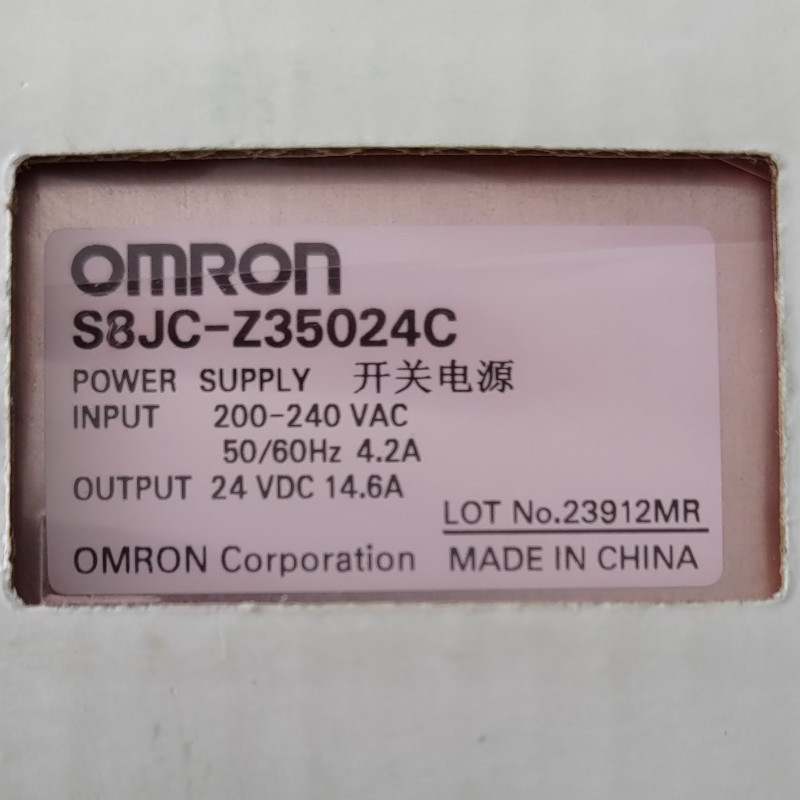 OMRON
S8JC-Z35024C
POWER SUPPLY 开关电源
INPUT 200-240 VAC
50/60Hz 4.2A
OUTPUT 24 VDC 14.6A
LOT No.23912MR
OMRON Corporation MADE IN CHINA